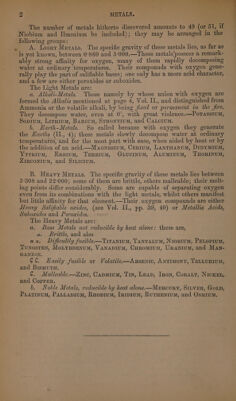 2 METALS.
The number of metals hitherto discovered amounts to 49 (or 51, if
Niobium and Ilmenium be included); they may be arranged in the
following groups:
A. LIGHT METALS. The specific gravity of these metals lies, as far as
is yet known, between 0·860 and 3·000.—These metals possess a remark-
ably strong affinity for oxygen, many of them rapidly decomposing
water at ordinary temperatures. Their compounds with oxygen gene-
rally play the part of salifiable bases; one only has a more acid character,
and a few are either peroxides or suboxides.
The Light Metals are:
a. Alkali-Metals. Those namely by whose union with oxygen are
formed the Alkalis mentioned at page 4, Vol. II., and distinguished from
Ammonia or the volatile alkali, by being fixed or permanent in the fire.
They decompose water, even at 0°, with great violence.—POTASSIUM,
SODIUM, LITHIUM, BARIUM, STRONTIUM, and CALCIUM.
b. Earth-Metals. So called because with oxygen they generate
the Earths (II., 4); these metals slowly decompose water at ordinary
temperatures, and for the most part with ease, when aided by heat or by
the addition of an acid.—MAGNESIUM, CERIUM, LANTHANUM, DIDYMIUM,
YTTRIUM, ERBIUM, TERBIUM, GLUCINUM, ALUMINUM, THORINUM,
ZIRCONIUM, and SILICIUM.
B. HEAVY METALS. The specific gravity of these metals lies between
5·308 and 22·000; some of them are brittle, others malleable; their melt-
ing points differ considerably. Some are capable of separating oxygen
even from its combinations with the light metals, whilst others manifest
but little affinity for that element.—Their oxygen compounds are either
Heavy Salifiable oxides, (see Vol. II., pp. 39, 40) or Metallic Acids,
Suboxides and Peroxides.
The Heavy Metals are:
a. Base Metals not reducible by heat alone: these are,
α. Brittle, and also
α α. Difficultly fusible.—TITANIUM, TANTALUM, NIOBIUM, PELOPIUM,
TUNGSTEN, MOLYBDENUM, VANADIUM, CHROMIUM, URANIUM, and MAN-
GANESE.
Easily fusible or Volatile.—ARSENIC, ANTIMONY, TELLURIUM,
and BISMUTH.
Malleable.—ZINC, CADMIUM, TIN, LEAD, IRON, COBALT, NICKEL,
and COPPER.
b. Noble Metals, reducible by heat alone.—MERCURY, SILVER, GOLD,
PLATINUM, PALLADIUM, RHODIUM, IRIDIUM, RUTHENIUM, and OSMIUM.